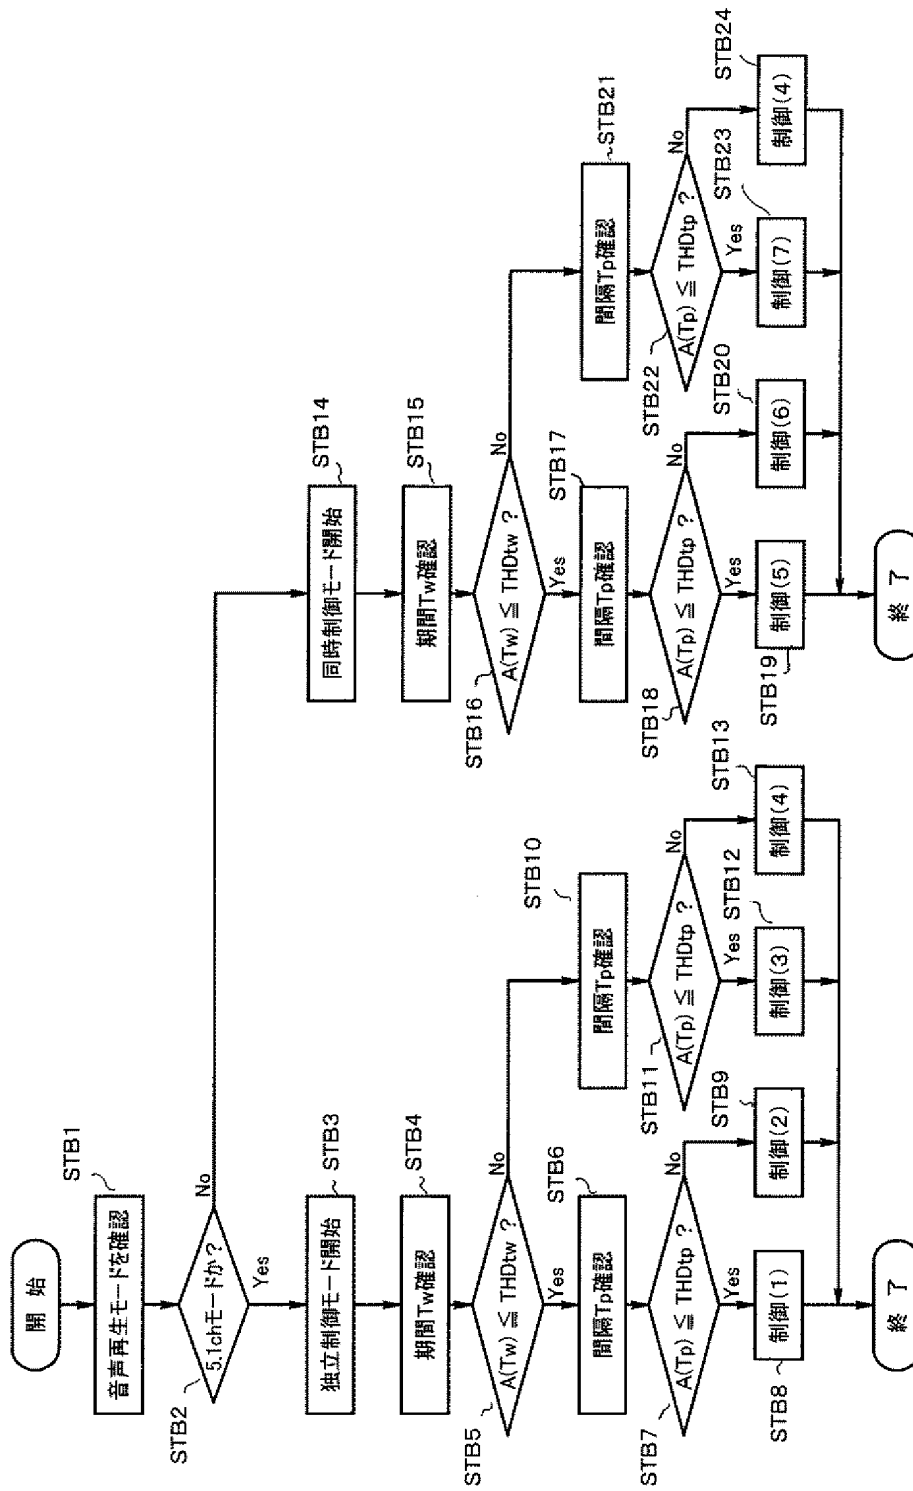 開 始
音声再生モードを確認
STB1
5.1chモードか?
STB2
No
Yes
独立制御モード開始
STB3
期間Tw確認
STB4
A(Tw) ≦ THDtw ?
STB5
No
Yes
間隔Tp確認
STB6
A(Tp) ≦ THDtp ?
STB7
No
Yes
制御(1)
STB8
制御(2)
STB9
間隔Tp確認
STB10
A(Tp) ≦ THDtp ?
STB11
No
Yes
制御(3)
STB12
制御(4)
STB13
終 了
同時制御モード開始
STB14
期間Tw確認
STB15
A(Tw) ≦ THDtw ?
STB16
No
Yes
間隔Tp確認
STB17
A(Tp) ≦ THDtp ?
STB18
No
Yes
制御(5)
STB19
制御(6)
STB20
間隔Tp確認
STB21
A(Tp) ≦ THDtp ?
STB22
No
Yes
制御(7)
STB23
制御(4)
STB24
終 了